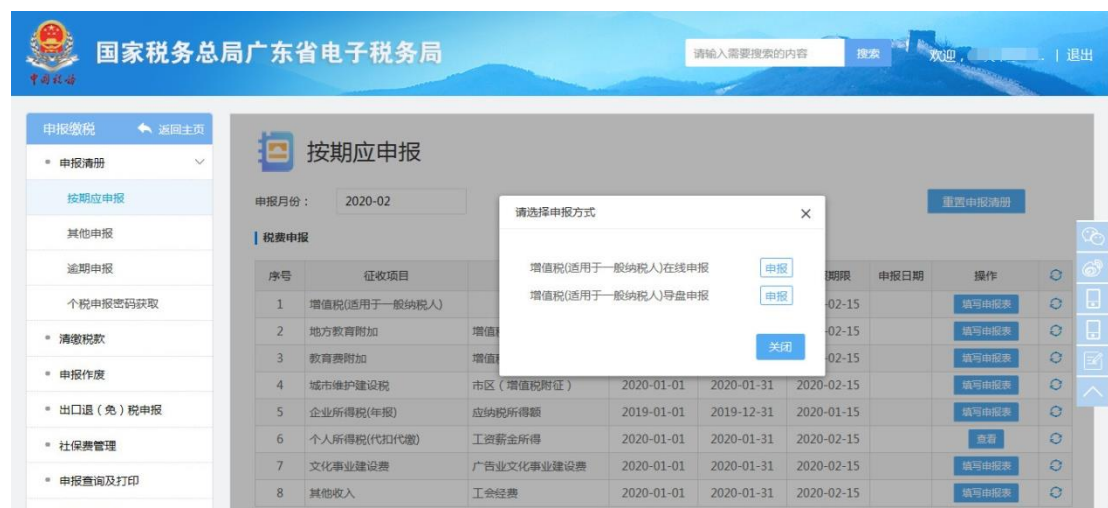 国家税务总局广东省电子税务局
中国税务
请输入需要搜索的内容 搜索
欢迎， | 退出
申报缴税 返回主页
申报清册
按期应申报
其他申报
逾期申报
个税申报密码获取
清缴税款
申报作废
出口退（免）税申报
社保费管理
申报查询及打印
按期应申报
申报月份： 2020-02
重置申报清册
税费申报
请选择申报方式 ×
增值税(适用于一般纳税人)在线申报 申报
增值税(适用于一般纳税人)导盘申报 申报
关闭
序号 征收项目 期限 申报日期 操作
1 增值税(适用于一般纳税人) -02-15 填写申报表
2 地方教育附加 增值 -02-15 填写申报表
3 教育费附加 增值 -02-15 填写申报表
4 城市维护建设税 市区（增值税附征） 2020-01-01 2020-01-31 2020-02-15 填写申报表
5 企业所得税(年报) 应纳税所得额 2019-01-01 2019-12-31 2020-01-15 填写申报表
6 个人所得税(代扣代缴) 工资薪金所得 2020-01-01 2020-01-31 2020-02-15 查看
7 文化事业建设费 广告业文化事业建设费 2020-01-01 2020-01-31 2020-02-15 填写申报表
8 其他收入 工会经费 2020-01-01 2020-01-31 2020-02-15 填写申报表